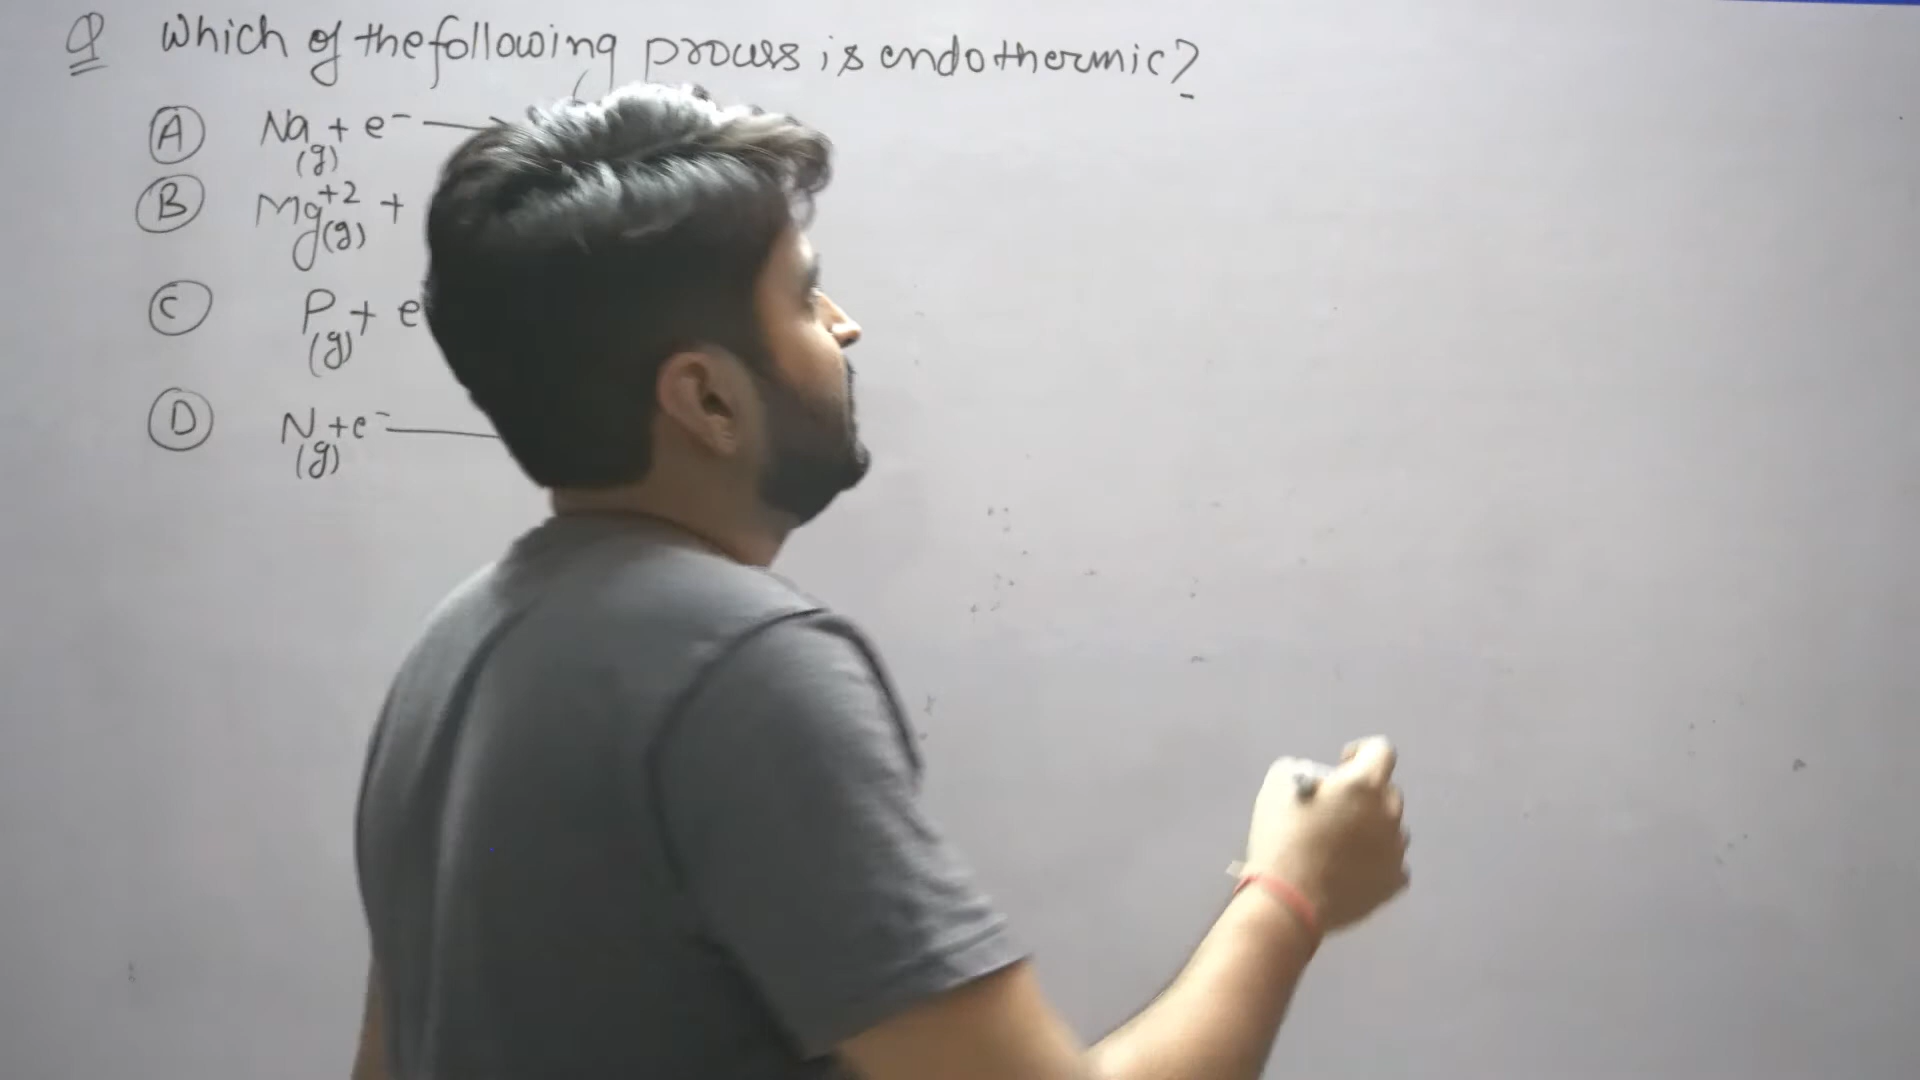 Q Which of the following process is endothermic?
(A) Na(g) + e⁻ →
(B) Mg⁺²(g) +
(C) P(g) + e
(D) N(g) + e⁻ —